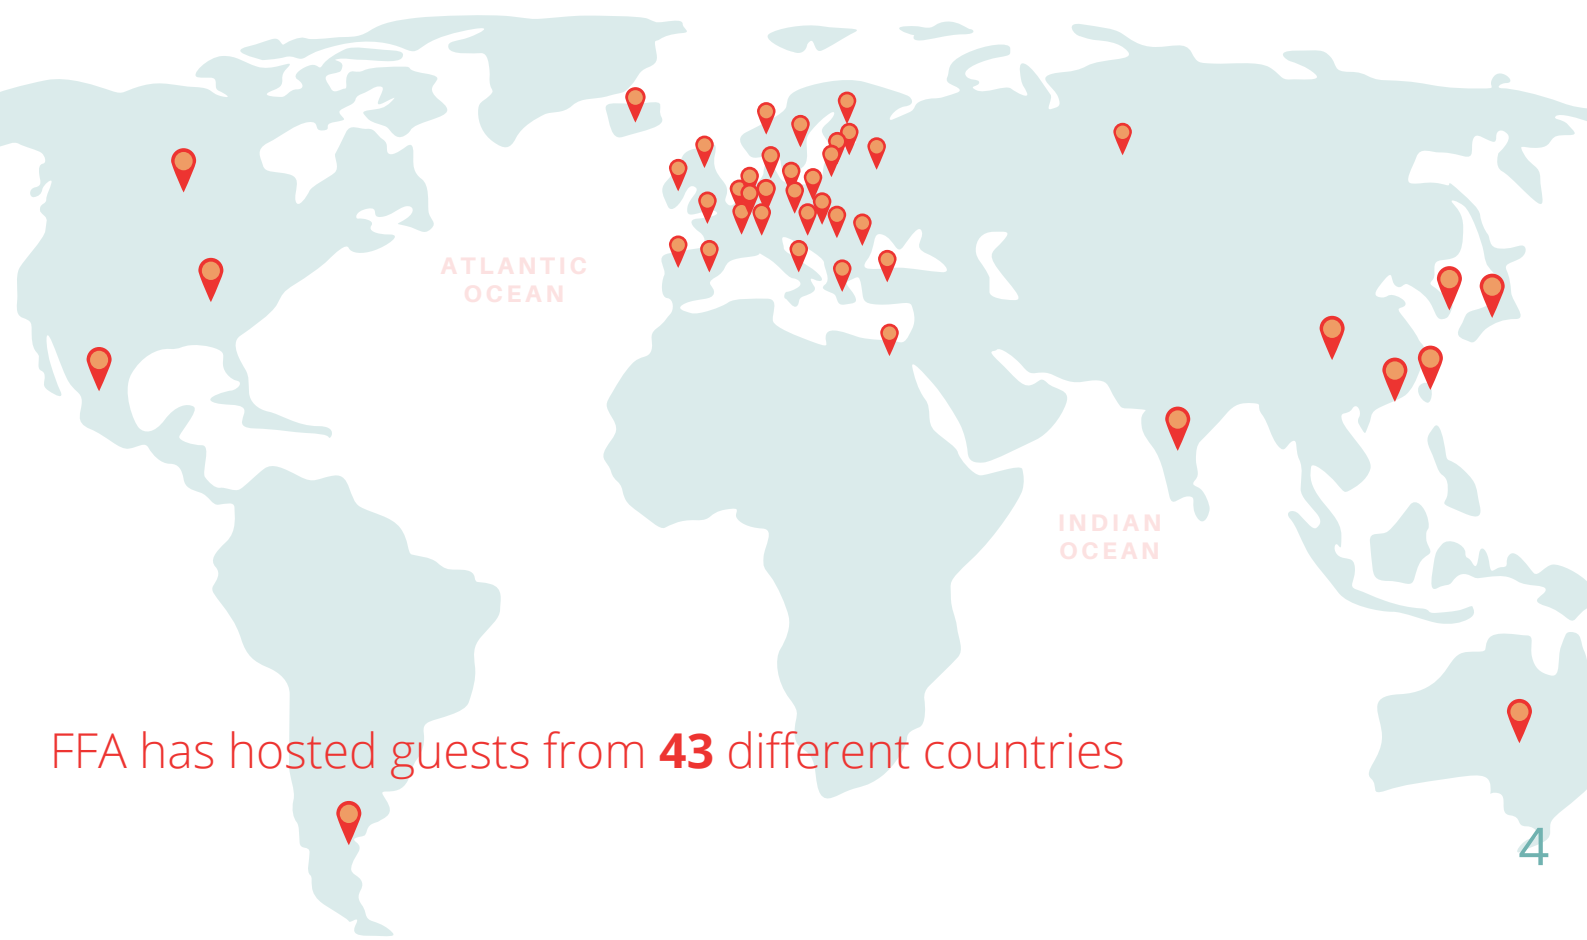 ATLANTIC
OCEAN
INDIAN
OCEAN
FFA has hosted guests from 43 different countries
4